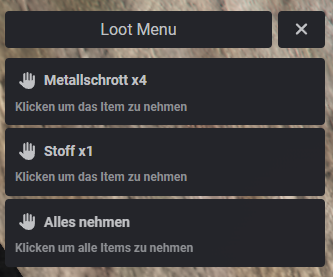 Loot Menu
Metallschrott x4
Klicken um das Item zu nehmen
Stoff x1
Klicken um das Item zu nehmen
Alles nehmen
Klicken um alle Items zu nehmen